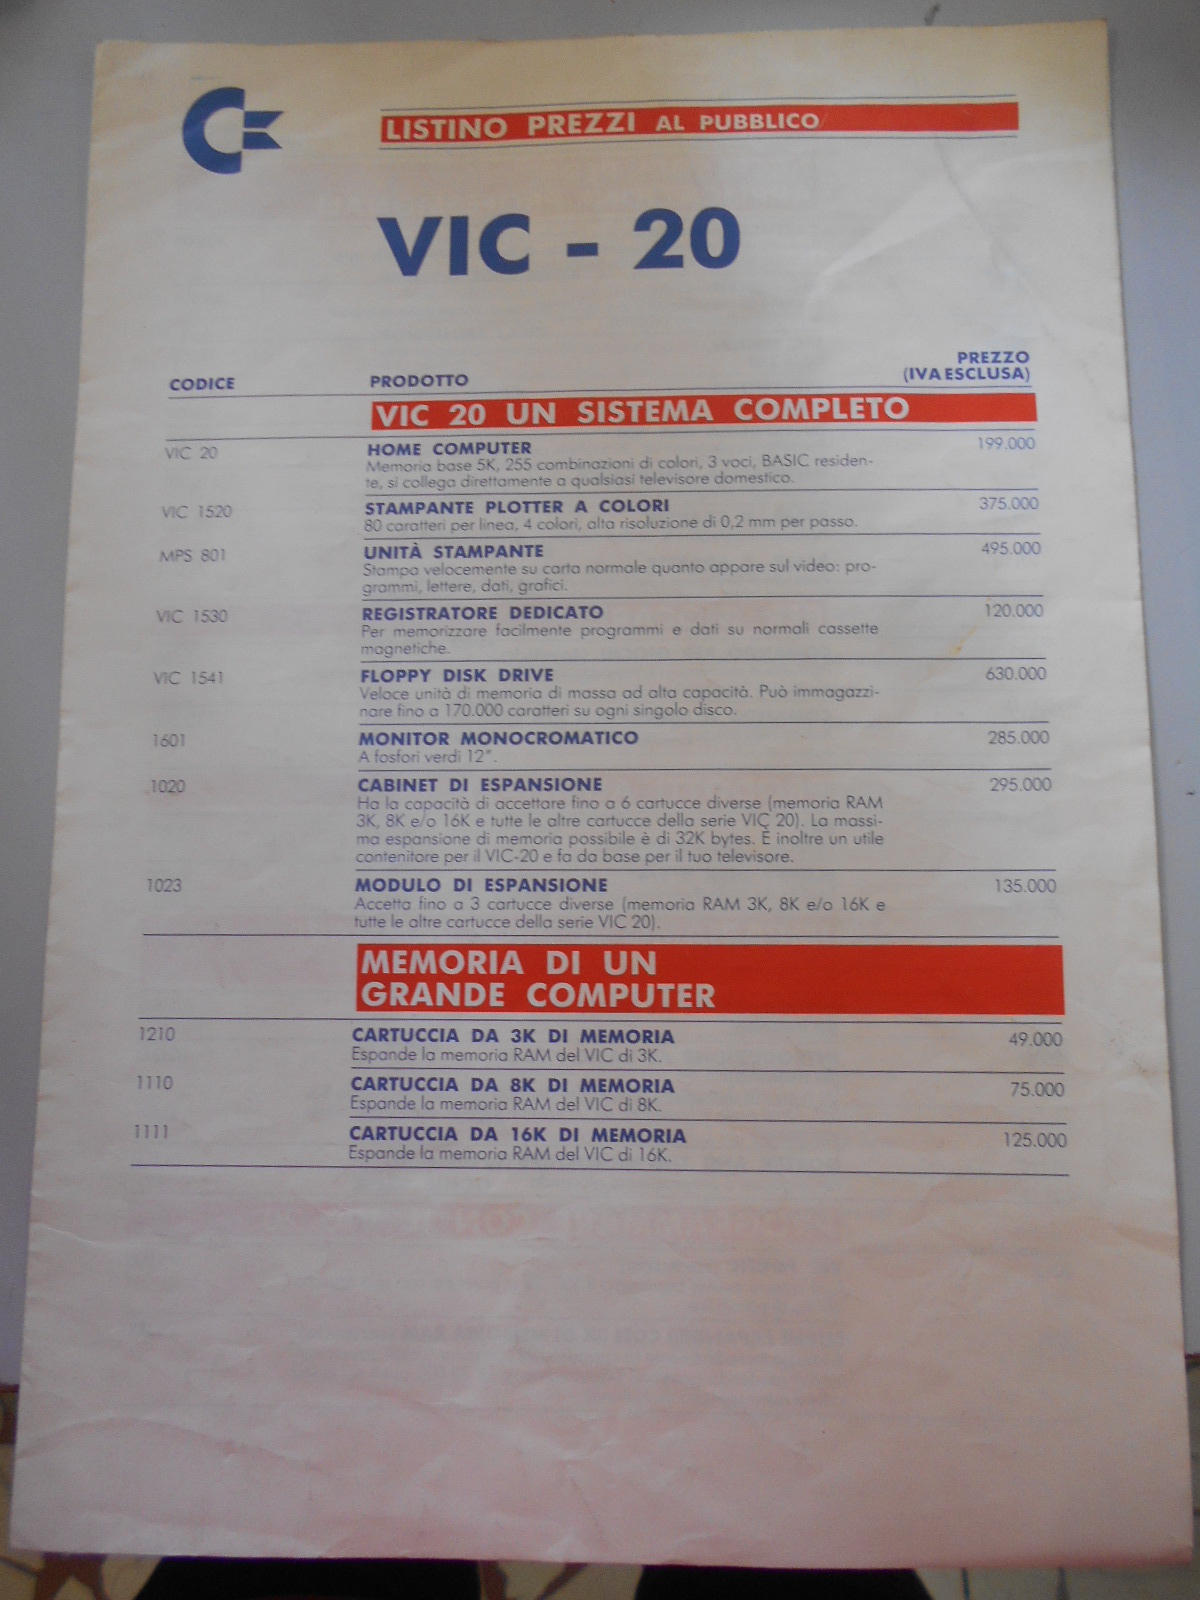 LISTINO PREZZI AL PUBBLICO
VIC - 20
CODICE PRODOTTO PREZZO
(IVA ESCLUSA)
VIC 20 UN SISTEMA COMPLETO
VIC 20 HOME COMPUTER 199.000
Memoria base 5K, 255 combinazioni di colori, 3 voci, BASIC residen-
te, si collega direttamente a qualsiasi televisore domestico.
VIC 1520 STAMPANTE PLOTTER A COLORI 375.000
80 caratteri per linea, 4 colori, alta risoluzione di 0,2 mm per passo.
MPS 801 UNITÀ STAMPANTE 495.000
Stampa velocemente su carta normale quanto appare sul video: pro-
grammi, lettere, dati, grafici.
VIC 1530 REGISTRATORE DEDICATO 120.000
Per memorizzare facilmente programmi e dati su normali cassette
magnetiche.
VIC 1541 FLOPPY DISK DRIVE 630.000
Veloce unità di memoria di massa ad alta capacità. Può immagazzi-
nare fino a 170.000 caratteri su ogni singolo disco.
1601 MONITOR MONOCROMATICO 285.000
A fosfori verdi 12".
1020 CABINET DI ESPANSIONE 295.000
Ha la capacità di accettare fino a 6 cartucce diverse (memoria RAM
3K, 8K e/o 16K e tutte le altre cartucce della serie VIC 20). La massi-
ma espansione di memoria possibile è di 32K bytes. È inoltre un utile
contenitore per il VIC-20 e fa da base per il tuo televisore.
1023 MODULO DI ESPANSIONE 135.000
Accetta fino a 3 cartucce diverse (memoria RAM 3K, 8K e/o 16K e
tutte le altre cartucce della serie VIC 20).
MEMORIA DI UN
GRANDE COMPUTER
1210 CARTUCCIA DA 3K DI MEMORIA 49.000
Espande la memoria RAM del VIC di 3K.
1110 CARTUCCIA DA 8K DI MEMORIA 75.000
Espande la memoria RAM del VIC di 8K.
1111 CARTUCCIA DA 16K DI MEMORIA 125.000
Espande la memoria RAM del VIC di 16K.